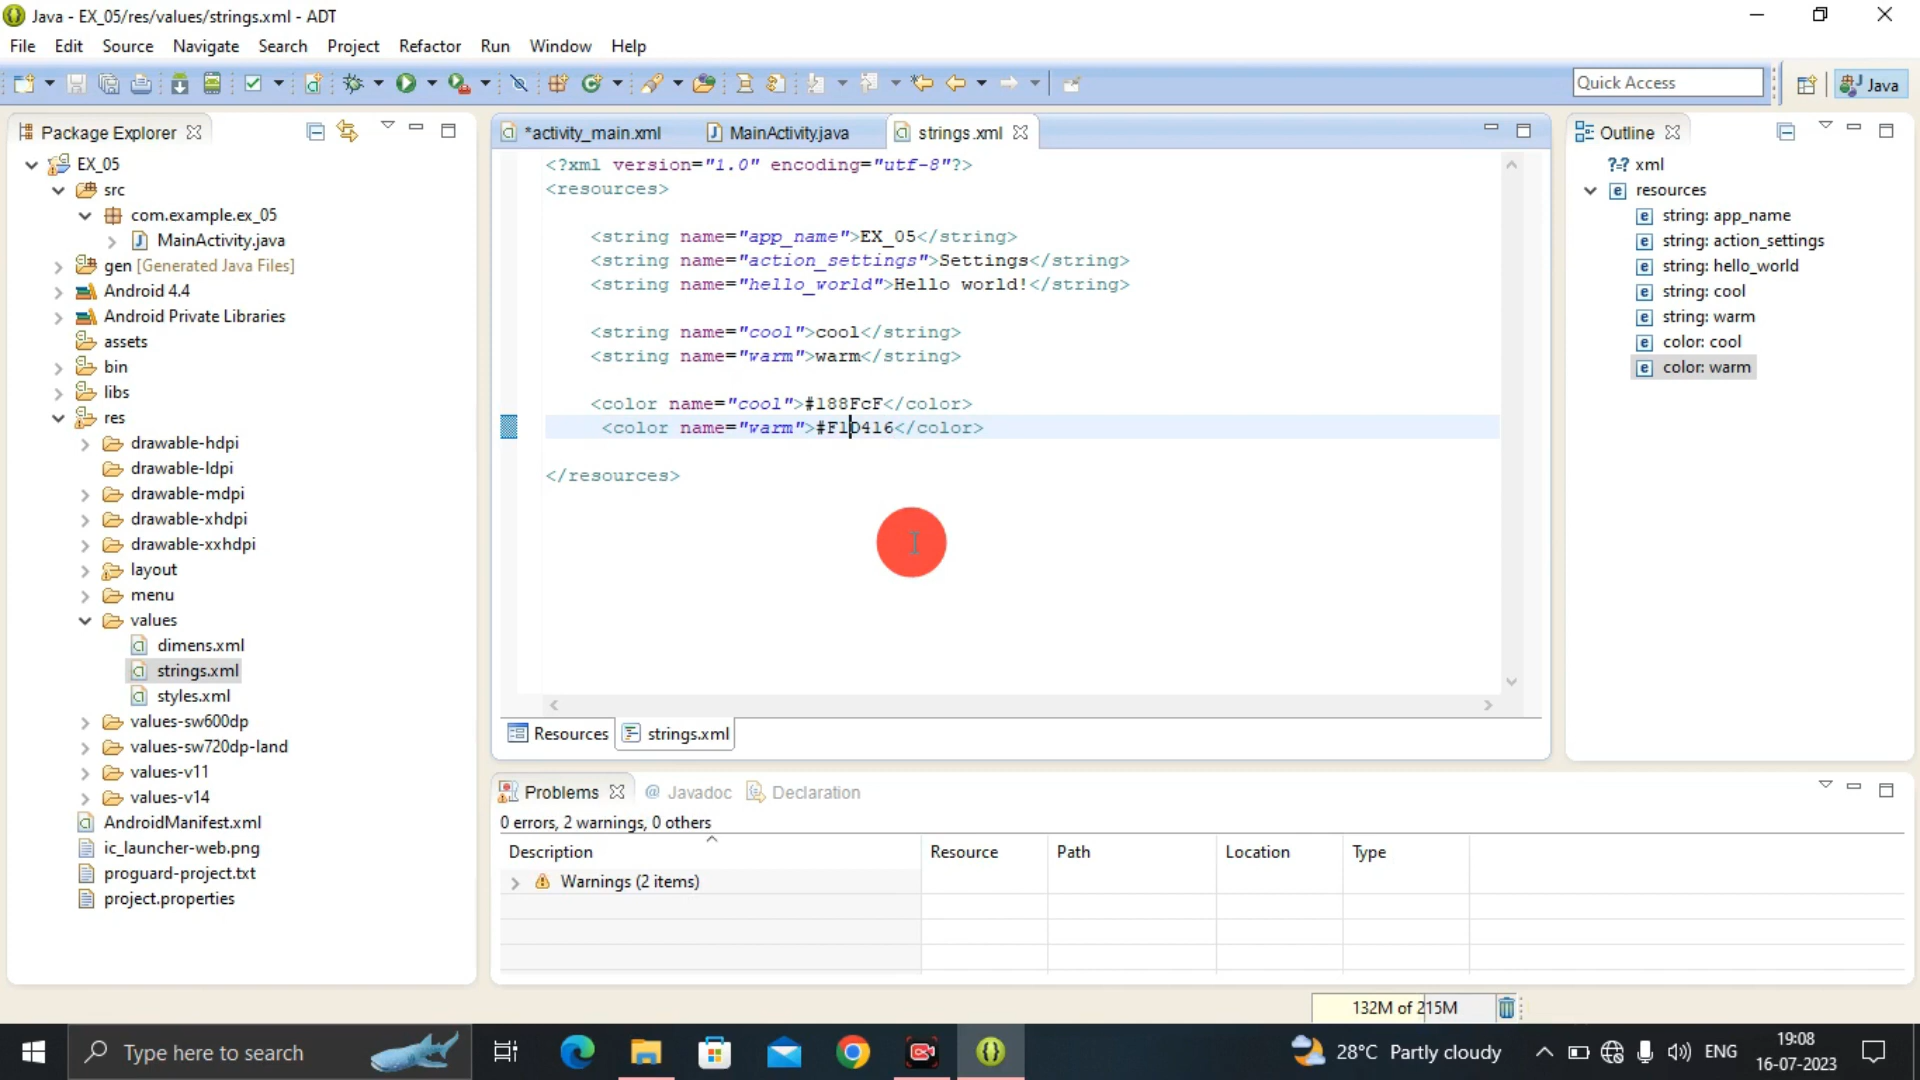 Java - EX_05/res/values/strings.xml - ADT
File Edit Source Navigate Search Project Refactor Run Window Help
Quick Access
Java
Package Explorer
EX_05
src
com.example.ex_05
MainActivity.java
gen [Generated Java Files]
Android 4.4
Android Private Libraries
assets
bin
libs
res
drawable-hdpi
drawable-ldpi
drawable-mdpi
drawable-xhdpi
drawable-xxhdpi
layout
menu
values
dimens.xml
strings.xml
styles.xml
values-sw600dp
values-sw720dp-land
values-v11
values-v14
AndroidManifest.xml
ic_launcher-web.png
proguard-project.txt
project.properties
*activity_main.xml MainActivity.java strings.xml
<?xml version="1.0" encoding="utf-8"?>
<resources>
<string name="app_name">EX_05</string>
<string name="action_settings">Settings</string>
<string name="hello_world">Hello world!</string>
<string name="cool">cool</string>
<string name="warm">warm</string>
<color name="cool">#188FcF</color>
<color name="warm">#F1D416</color>
</resources>
Resources strings.xml
Outline
?=? xml
resources
string: app_name
string: action_settings
string: hello_world
string: cool
string: warm
color: cool
color: warm
Problems @ Javadoc Declaration
0 errors, 2 warnings, 0 others
Description Resource Path Location Type
Warnings (2 items)
132M of 215M
Type here to search
28°C Partly cloudy
ENG
19:08
16-07-2023